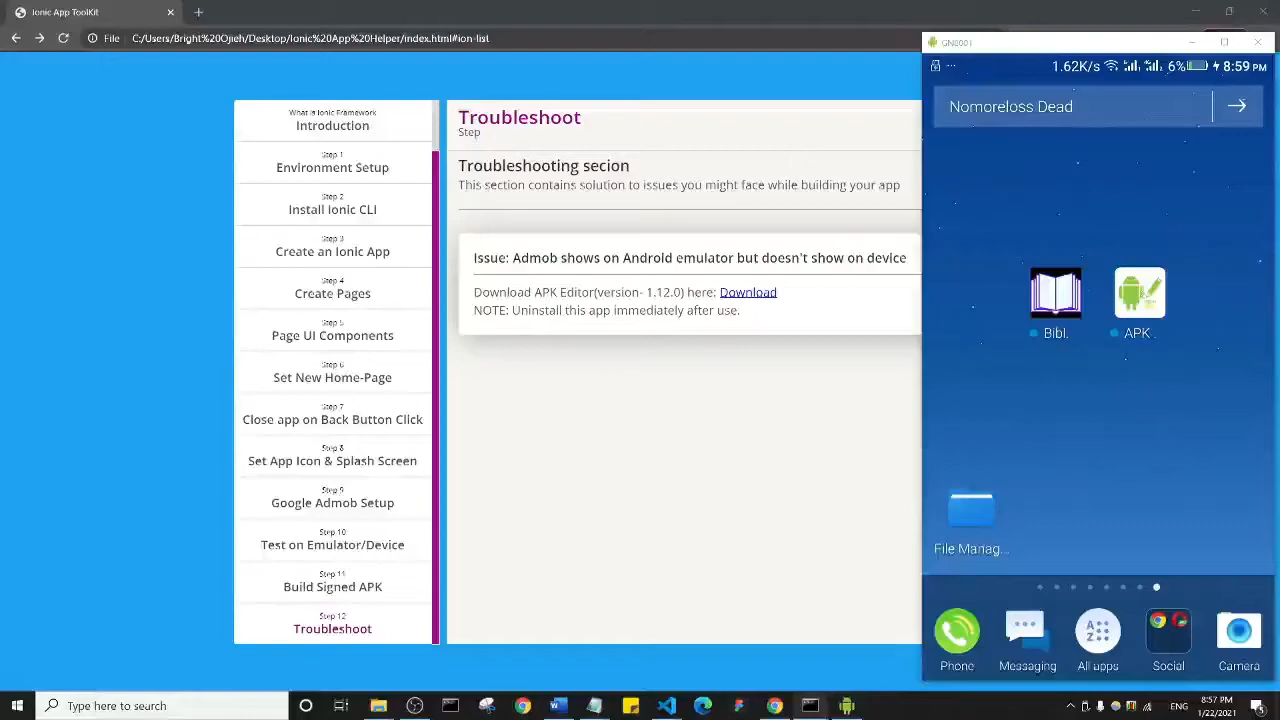 Ionic App ToolKit
File
C:/Users/Bright%20Ojieh/Desktop/Ionic%20App%20Helper/index.html#ion-list
What is Ionic Framework
Introduction
Step 1
Environment Setup
Step 2
Install Ionic CLI
Step 3
Create an Ionic App
Step 4
Create Pages
Step 5
Page UI Components
Step 6
Set New Home-Page
Step 7
Close app on Back Button Click
Step 8
Set App Icon & Splash Screen
Step 9
Google Admob Setup
Step 10
Test on Emulator/Device
Step 11
Build Signed APK
Step 12
Troubleshoot
Troubleshoot
Step
Troubleshooting secion
This section contains solution to issues you might face while building your app
Issue: Admob shows on Android emulator but doesn't show on device
Download APK Editor(version- 1.12.0) here: Download
NOTE: Uninstall this app immediately after use.
1.62K/s 6% 8:59 PM
Nomoreloss Dead
Bibl.
APK .
File Manag...
A
Z
Phone
Messaging
All apps
Social
Camera
Type here to search
ENG
8:57 PM
1/22/2021